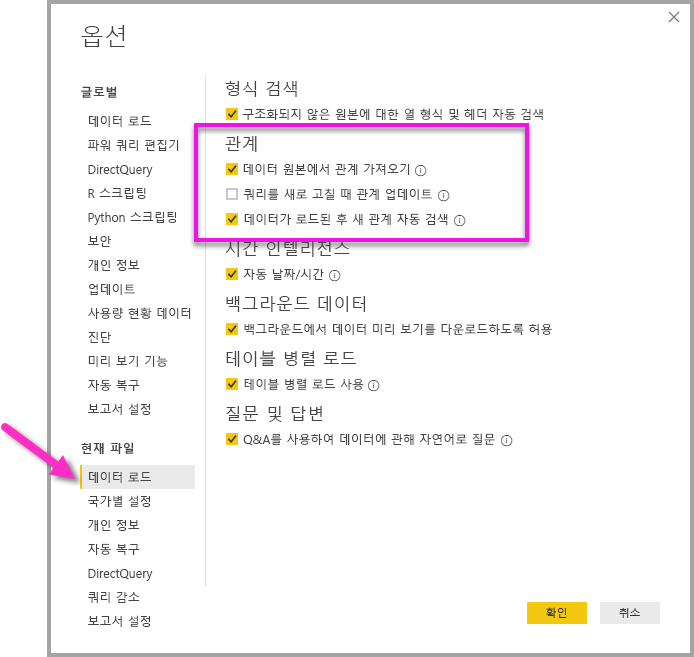 옵션
글로벌
데이터 로드
파워 쿼리 편집기
DirectQuery
R 스크립팅
Python 스크립팅
보안
개인 정보
업데이트
사용량 현황 데이터
진단
미리 보기 기능
자동 복구
보고서 설정
현재 파일
데이터 로드
국가별 설정
개인 정보
자동 복구
DirectQuery
쿼리 감소
보고서 설정
형식 검색
구조화되지 않은 원본에 대한 열 형식 및 헤더 자동 검색
관계
데이터 원본에서 관계 가져오기
쿼리를 새로 고칠 때 관계 업데이트
데이터가 로드된 후 새 관계 자동 검색
시간 인텔리전스
자동 날짜/시간
백그라운드 데이터
백그라운드에서 데이터 미리 보기를 다운로드하도록 허용
테이블 병렬 로드
테이블 병렬 로드 사용
질문 및 답변
Q&A를 사용하여 데이터에 관해 자연어로 질문
확인
취소